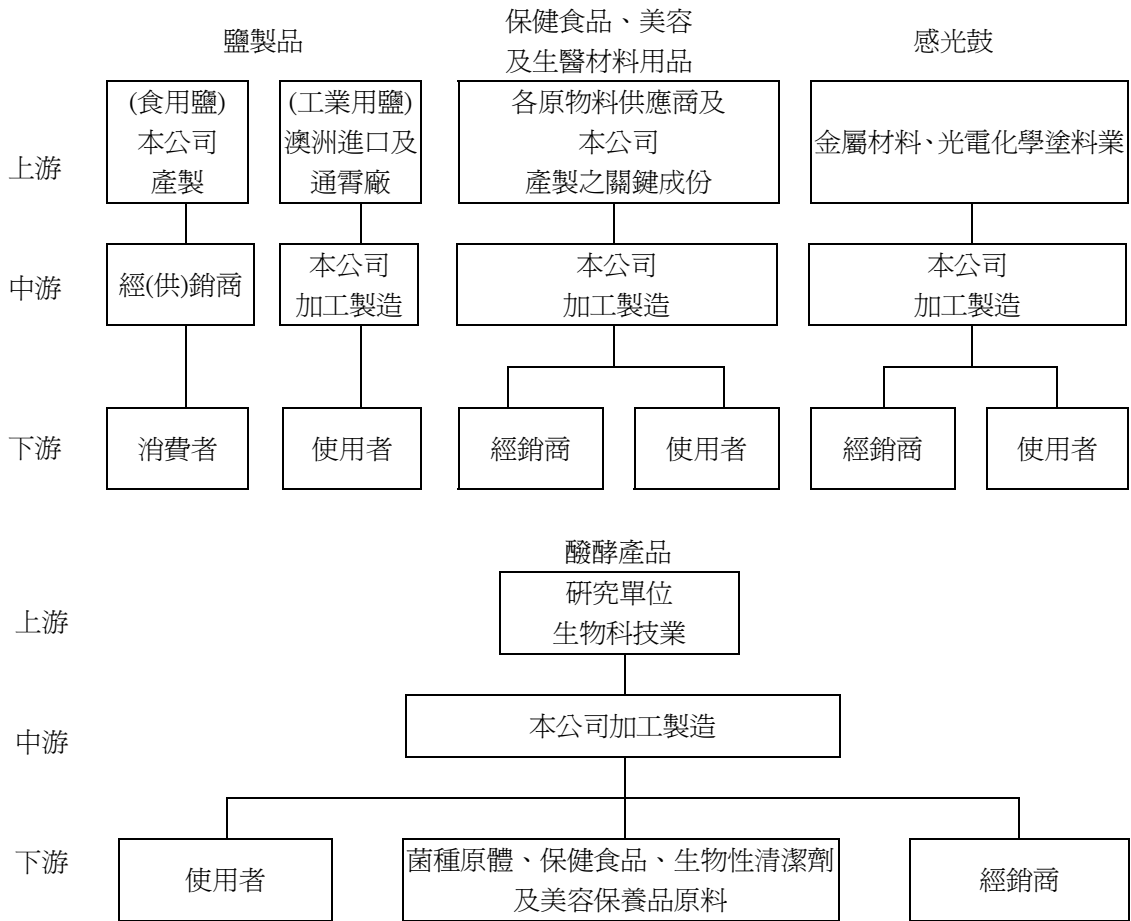 鹽製品
保健食品、美容
及生醫材料用品
感光鼓
上游
(食用鹽)
本公司
產製
(工業用鹽)
澳洲進口及
通霄廠
各原物料供應商及
本公司
產製之關鍵成份
金屬材料、光電化學塗料業
中游
經(供)銷商
本公司
加工製造
本公司
加工製造
本公司
加工製造
下游
消費者
使用者
經銷商
使用者
經銷商
使用者
醱酵產品
上游
研究單位
生物科技業
中游
本公司加工製造
下游
使用者
菌種原體、保健食品、生物性清潔劑
及美容保養品原料
經銷商